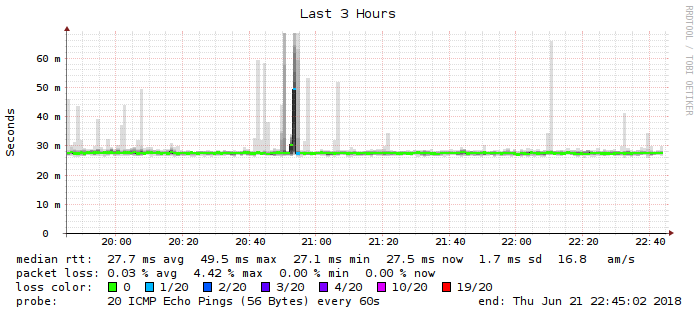 Last 3 Hours
RRDTOOL / TOBI OETIKER
Seconds
60 m
50 m
40 m
30 m
20 m
10 m
0
20:00 20:20 20:40 21:00 21:20 21:40 22:00 22:20 22:40
median rtt: 27.7 ms avg 49.5 ms max 27.1 ms min 27.5 ms now 1.7 ms sd 16.8 am/s
packet loss: 0.03 % avg 4.42 % max 0.00 % min 0.00 % now
loss color: 0 1/20 2/20 3/20 4/20 10/20 19/20
probe: 20 ICMP Echo Pings (56 Bytes) every 60s end: Thu Jun 21 22:45:02 2018